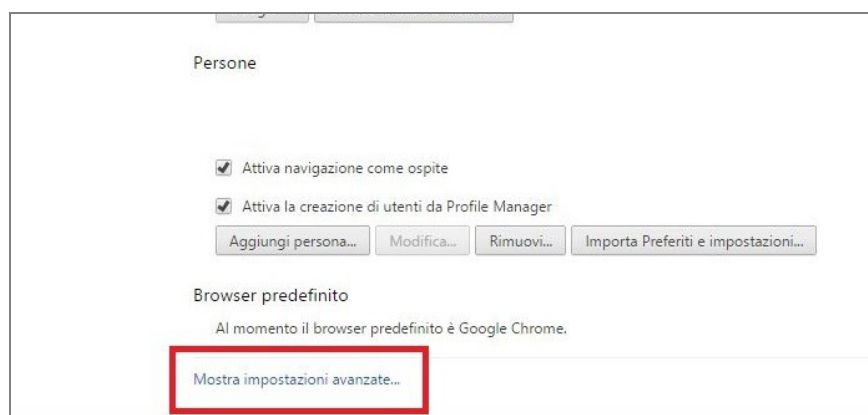 Persone
Attiva navigazione come ospite
Attiva la creazione di utenti da Profile Manager
Aggiungi persona... Modifica... Rimuovi... Importa Preferiti e impostazioni...
Browser predefinito
Al momento il browser predefinito è Google Chrome.
Mostra impostazioni avanzate...